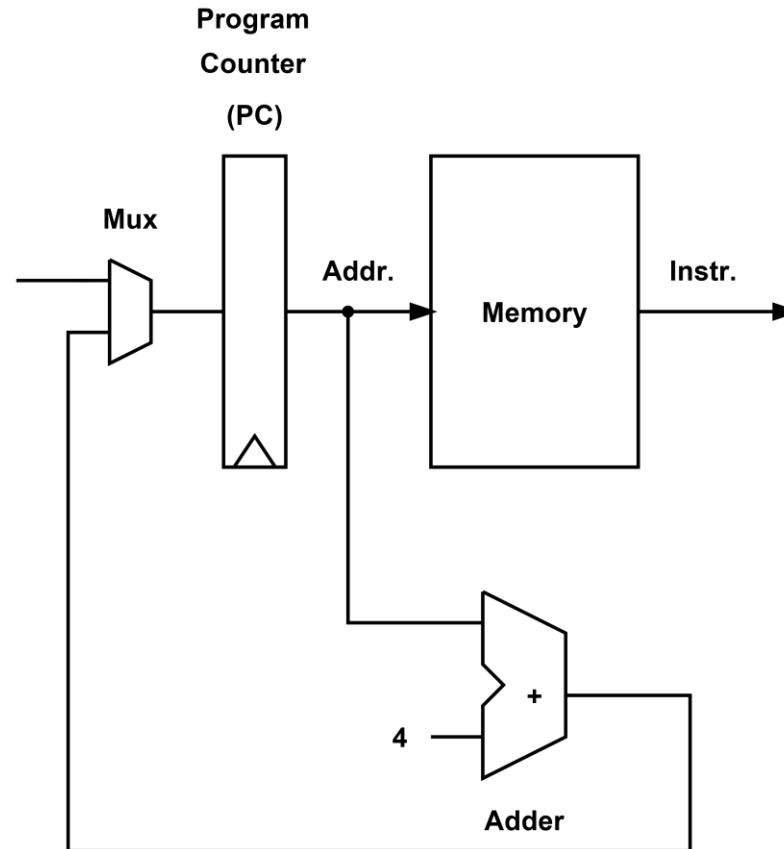 Program
Counter
(PC)
Mux
Addr.
Instr.
Memory
+
4
Adder